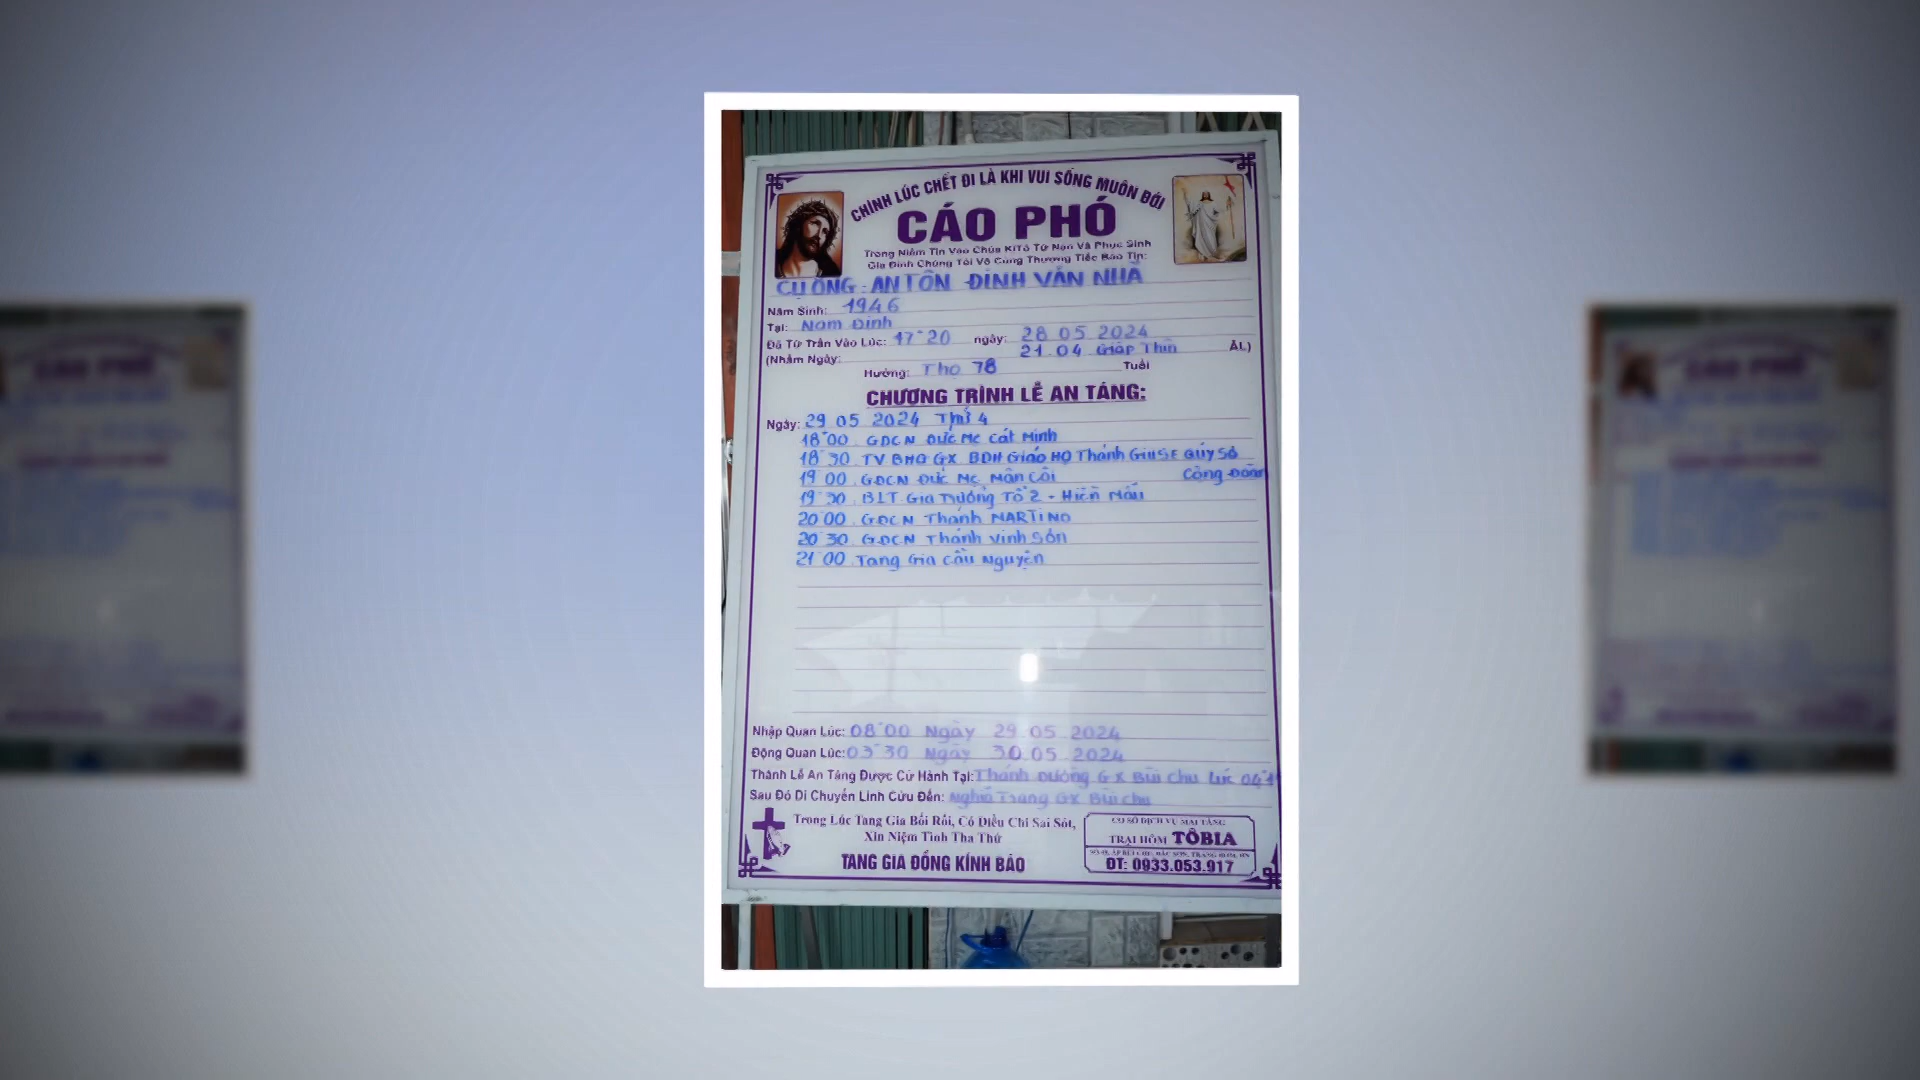 CHÍNH LÚC CHẾT ĐI LÀ KHI VUI SỐNG MUÔN ĐỜI
CÁO PHÓ
Trong Niềm Tin Vào Chúa KiTô Tử Nạn Và Phục Sinh
Gia Đình Chúng Tôi Vô Cùng Thương Tiếc Báo Tin:
CỤ ÔNG: ANTÔN ĐINH VĂN NHÃ
Năm Sinh: 1946
Tại: Nam Định
Đã Từ Trần Vào Lúc: 17°20 ngày: 28 05 2024
(Nhằm Ngày: 21.04 Giáp Thìn ÂL)
Hưởng: Thọ 78 Tuổi
CHƯƠNG TRÌNH LỄ AN TÁNG:
Ngày: 29 05 2024 Thứ 4
18°00. GĐCN Đức Mẹ Cát Minh
18°30. TV BHG GX BĐH Giáo Họ Thánh GiuSE Qúy Sở
19°00. GĐCN Đức Mẹ Mân Côi Cộng Đoàn
19°30. BLT. Gia Trưởng Tổ 2 - Hiền Mẫu
20°00. GĐCN Thánh MARTINO
20°30. GĐCN Thánh Vinh Sơn
21°00. Tang Gia Cầu Nguyện
Nhập Quan Lúc: 08°00 Ngày 29.05.2024
Động Quan Lúc: 03°30 Ngày 30.05.2024
Thánh Lễ An Táng Được Cử Hành Tại: Thánh Đường GX Bùi Chu Lúc
Sau Đó Di Chuyển Linh Cữu Đến: Nghĩa Trang GX Bùi Chu
Trong Lúc Tang Gia Bối Rối, Có Điều Chi Sai Sót,
Xin Niệm Tình Tha Thứ
TANG GIA ĐỒNG KÍNH BÁO
CƠ SỞ DỊCH VỤ MAI TÁNG
TRẠI HÒM TÔBIA
ĐT: 0933.053.917